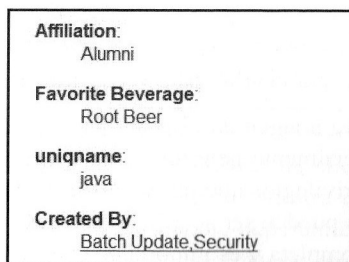 Affiliation:
Alumni
Favorite Beverage:
Root Beer
uniqname:
java
Created By:
Batch Update,Security